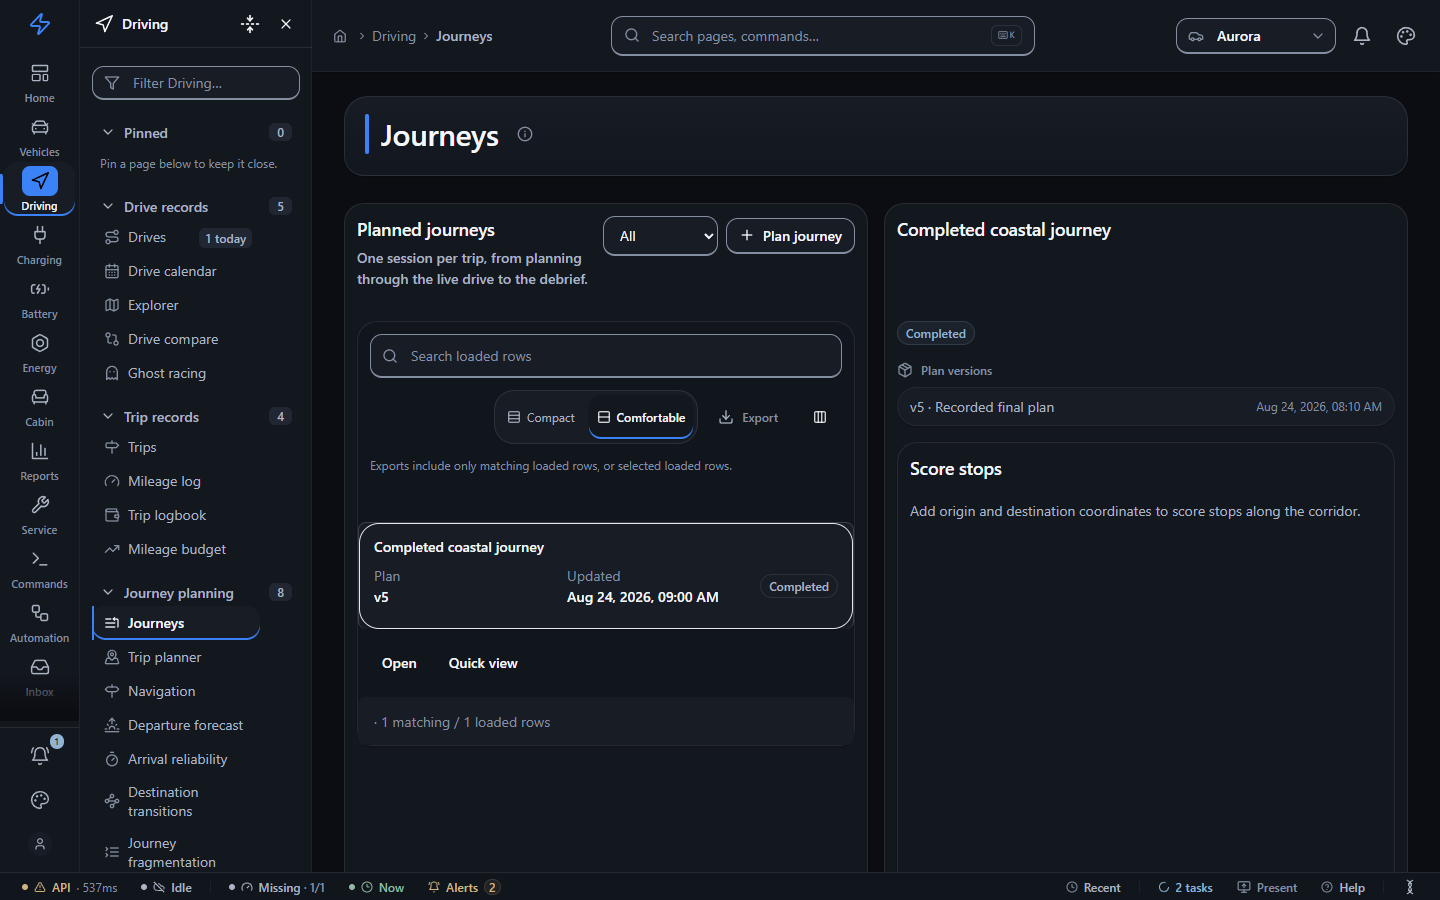 Home
Vehicles
Driving
Charging
Battery
Energy
Cabin
Reports
Service
Commands
Automation
Inbox
1
Driving
Filter Driving...
Pinned 0
Pin a page below to keep it close.
Drive records 5
Drives 1 today
Drive calendar
Explorer
Drive compare
Ghost racing
Trip records 4
Trips
Mileage log
Trip logbook
Mileage budget
Journey planning 8
Journeys
Trip planner
Navigation
Departure forecast
Arrival reliability
Destination
transitions
Journey
fragmentation
Driving Journeys
Search pages, commands... K
Aurora
Journeys
Planned journeys
One session per trip, from planning
through the live drive to the debrief.
All
Plan journey
Search loaded rows
Compact Comfortable Export
Exports include only matching loaded rows, or selected loaded rows.
Completed coastal journey
Plan Updated
v5 Aug 24, 2026, 09:00 AM
Completed
Open Quick view
· 1 matching / 1 loaded rows
Completed coastal journey
Completed
Plan versions
v5 · Recorded final plan Aug 24, 2026, 08:10 AM
Score stops
Add origin and destination coordinates to score stops along the corridor.
API · 537ms Idle Missing · 1/1 Now Alerts 2 Recent 2 tasks Present Help